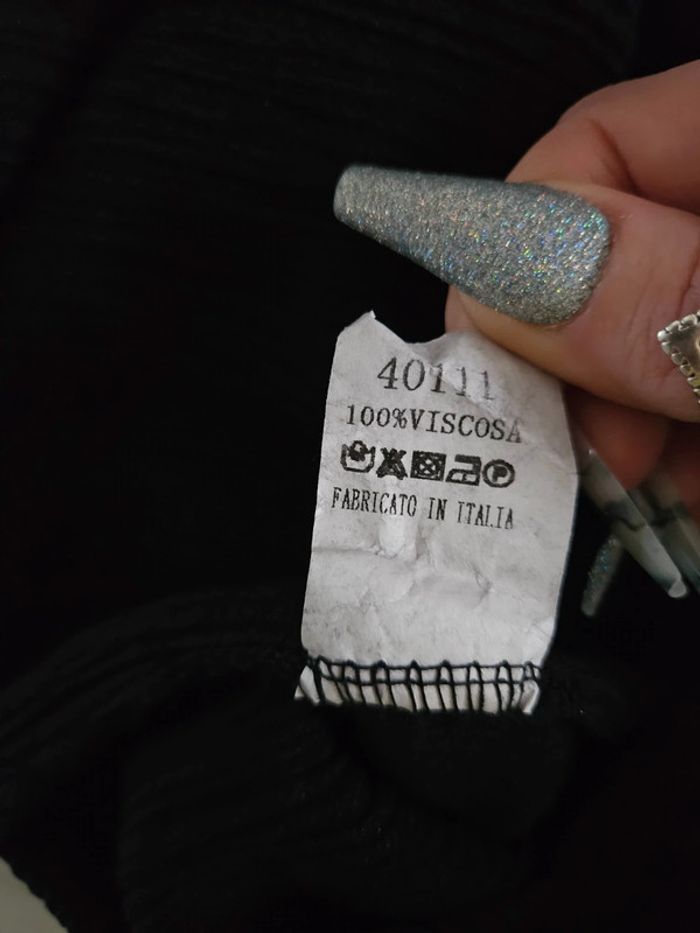 40111
100%VISCOSA
P
FABRICATO IN ITALIA